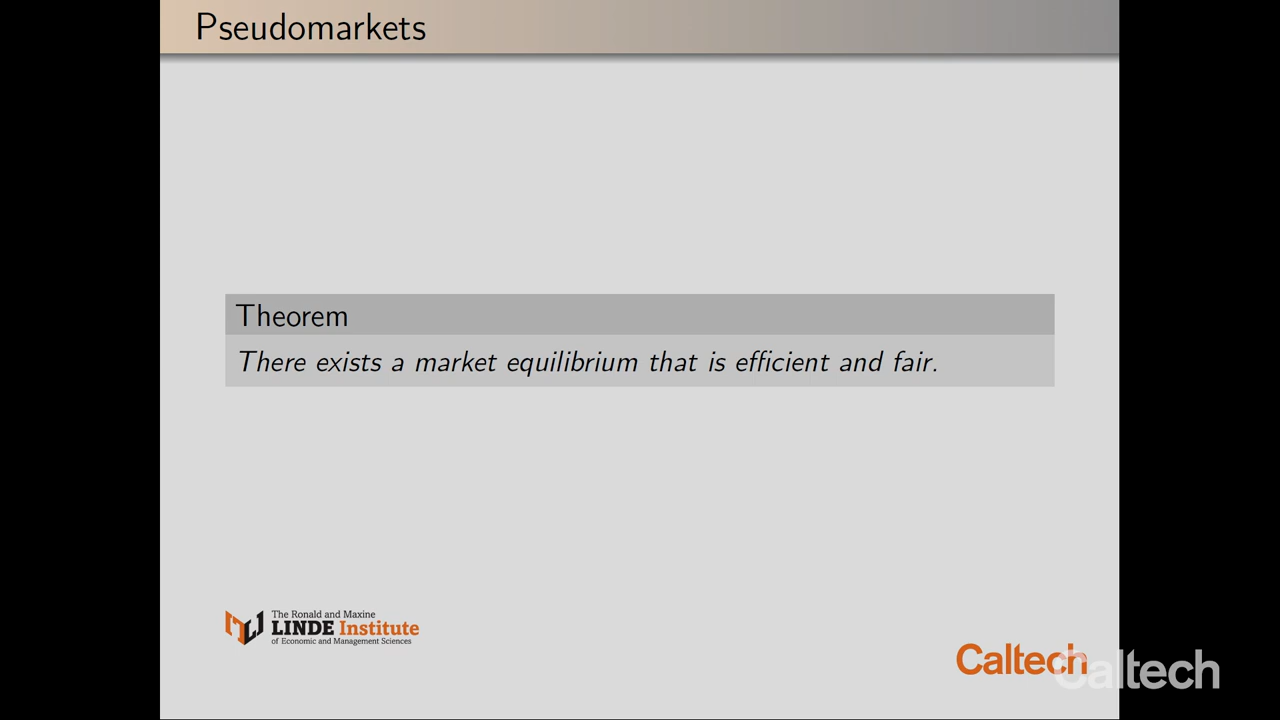 Pseudomarkets
Theorem
There exists a market equilibrium that is efficient and fair.
The Ronald and Maxine
LINDE Institute
of Economic and Management Sciences
Caltech
Caltech